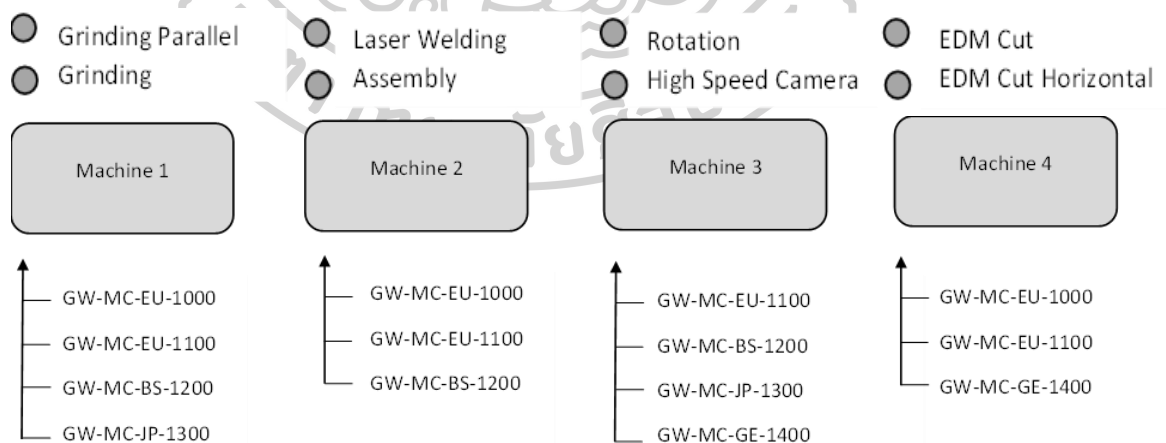 Grinding Parallel
Grinding
Laser Welding
Assembly
Rotation
High Speed Camera
EDM Cut
EDM Cut Horizontal
Machine 1
Machine 2
Machine 3
Machine 4
GW-MC-EU-1000
GW-MC-EU-1100
GW-MC-BS-1200
GW-MC-JP-1300
GW-MC-EU-1000
GW-MC-EU-1100
GW-MC-BS-1200
GW-MC-EU-1100
GW-MC-BS-1200
GW-MC-JP-1300
GW-MC-GE-1400
GW-MC-EU-1000
GW-MC-EU-1100
GW-MC-GE-1400